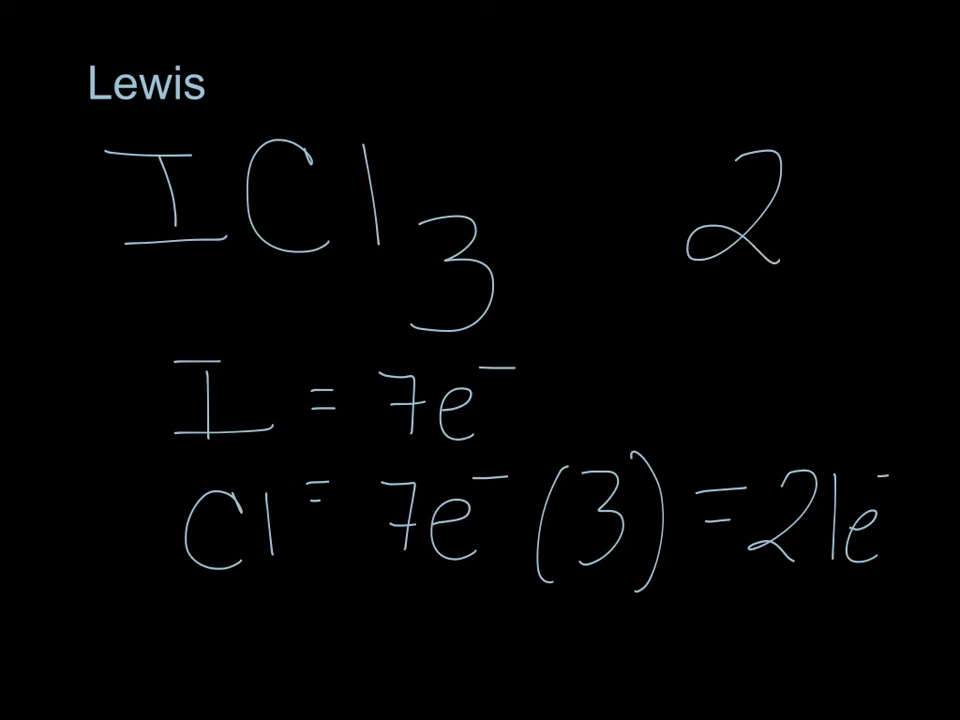 Lewis
ICl₃ 2
I = 7e⁻
Cl = 7e⁻(3) = 21e⁻